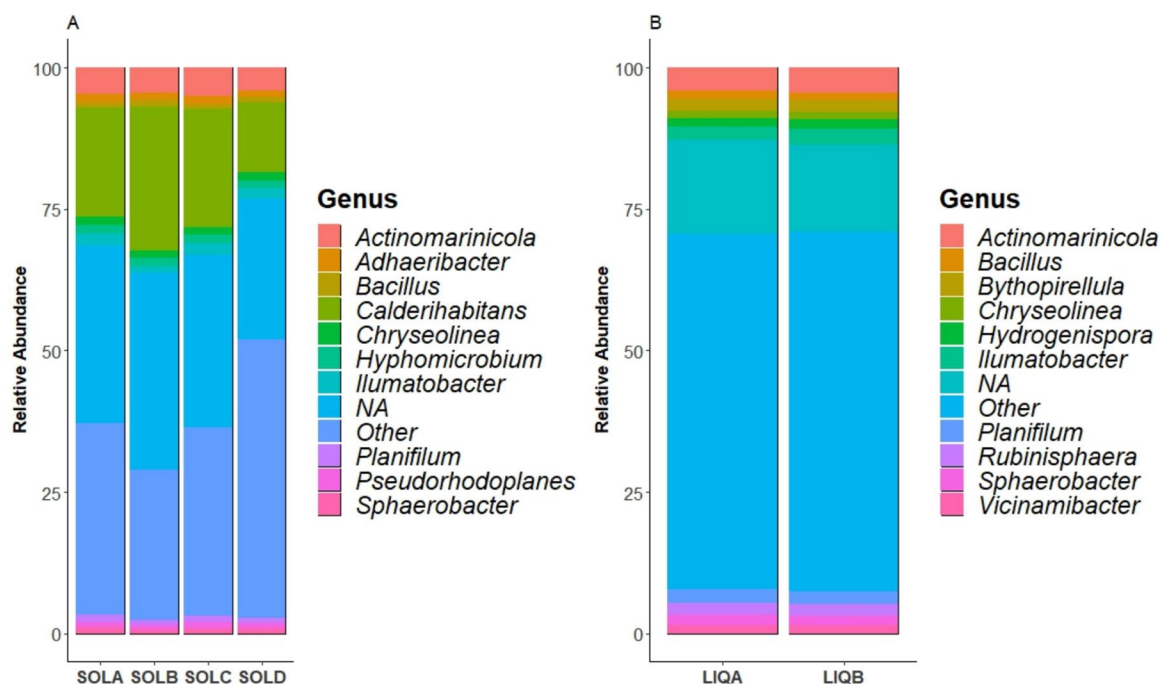 A
Relative Abundance
100
75
50
25
0
SOLA SOLB SOLC SOLD
Genus
Actinomarinicola
Adhaeribacter
Bacillus
Calderihabitans
Chryseolinea
Hyphomicrobium
Ilumatobacter
NA
Other
Planifilum
Pseudorhodoplanes
Sphaerobacter
B
Relative Abundance
100
75
50
25
0
LIQA LIQB
Genus
Actinomarinicola
Bacillus
Bythopirellula
Chryseolinea
Hydrogenispora
Ilumatobacter
NA
Other
Planifilum
Rubinisphaera
Sphaerobacter
Vicinamibacter